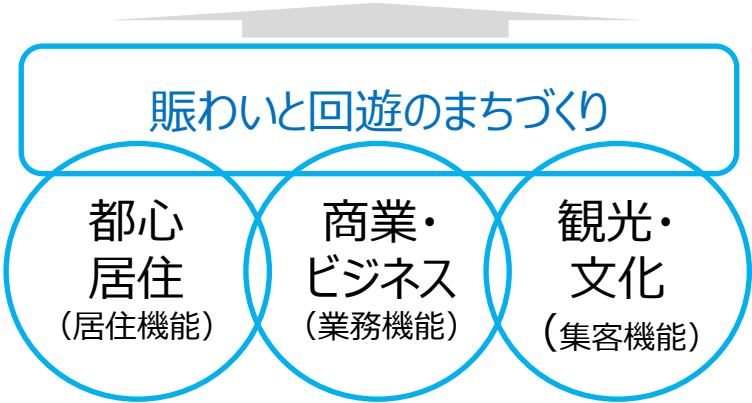 賑わいと回遊のまちづくり
都心
居住
（居住機能）
商業・
ビジネス
（業務機能）
観光・
文化
（集客機能）